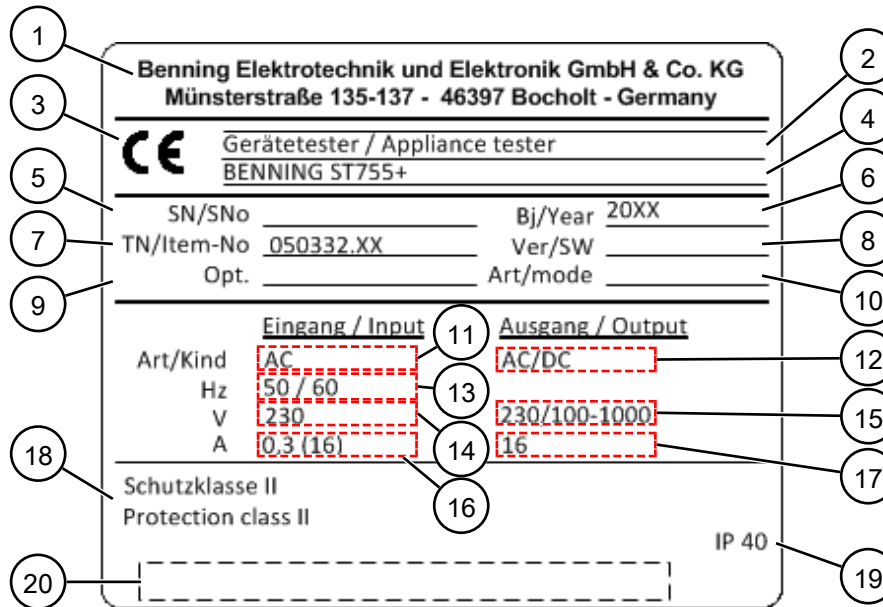 1
Benning Elektrotechnik und Elektronik GmbH & Co. KG
2
Münsterstraße 135-137 - 46397 Bocholt - Germany
3
CE
Gerätetester / Appliance tester
4
BENNING ST755+
5
SN/SNo
Bj/Year 20XX
6
7
TN/Item-No 050332.XX
Ver/SW
8
9
Opt.
Art/mode
10
Eingang / Input
11
Ausgang / Output
Art/Kind
AC
AC/DC
12
Hz
50 / 60
13
V
230
14
230/100-1000
15
A
0,3 (16)
16
16
17
18
Schutzklasse II
Protection class II
IP 40
19
20